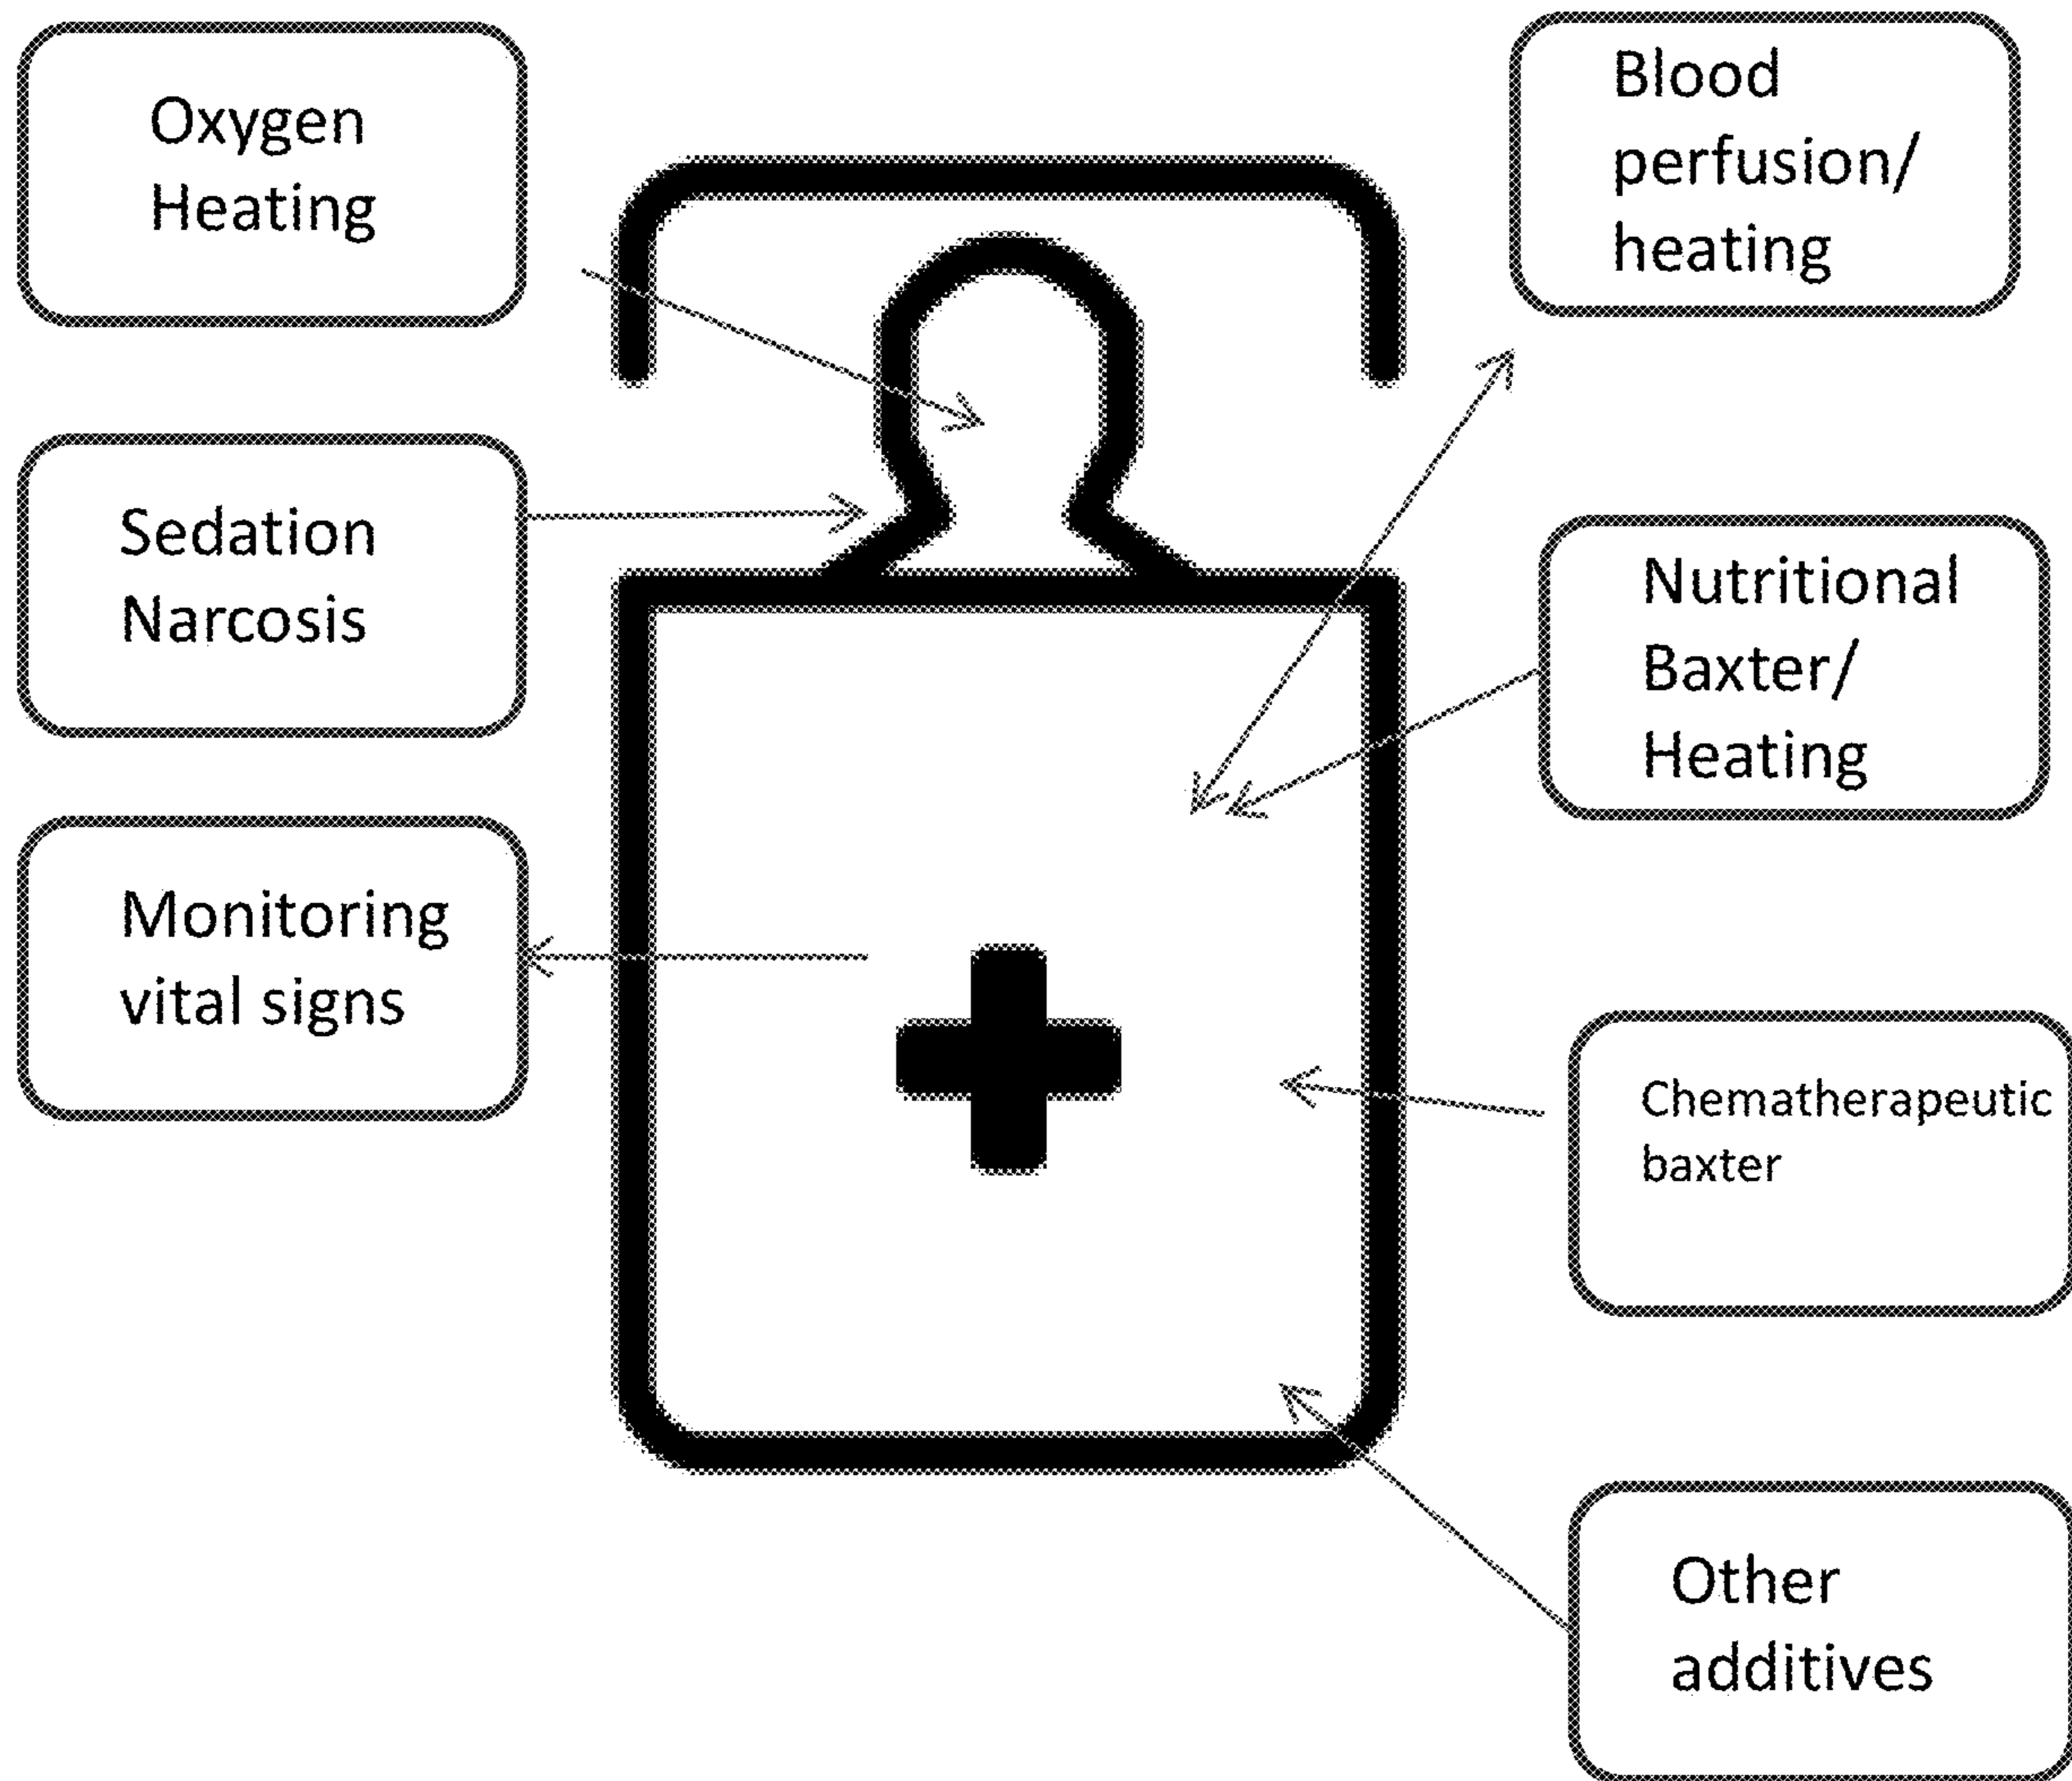 Oxygen
Heating
Sedation
Narcosis
Monitoring
vital signs
Blood
perfusion/
heating
Nutritional
Baxter/
Heating
Chematherapeutic
baxter
Other
additives